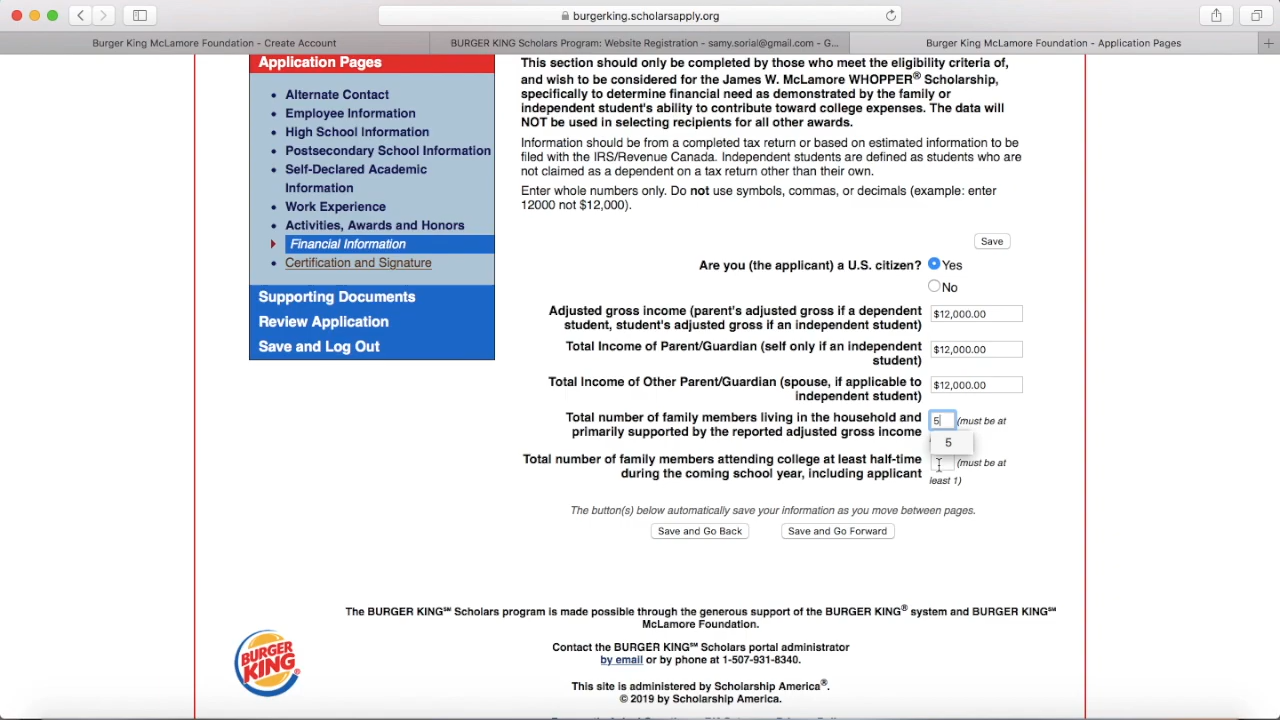 burgerking.scholarsapply.org
Burger King McLamore Foundation - Create Account
BURGER KING Scholars Program: Website Registration - samy.sorial@gmail.com - G...
Burger King McLamore Foundation - Application Pages
Application Pages
Alternate Contact
Employee Information
High School Information
Postsecondary School Information
Self-Declared Academic
Information
Work Experience
Activities, Awards and Honors
Financial Information
Certification and Signature
Supporting Documents
Review Application
Save and Log Out
This section should only be completed by those who meet the eligibility criteria of,
and wish to be considered for the James W. McLamore WHOPPER® Scholarship,
specifically to determine financial need as demonstrated by the family or
independent student's ability to contribute toward college expenses. The data will
NOT be used in selecting recipients for all other awards.
Information should be from a completed tax return or based on estimated information to be
filed with the IRS/Revenue Canada. Independent students are defined as students who are
not claimed as a dependent on a tax return other than their own.
Enter whole numbers only. Do not use symbols, commas, or decimals (example: enter
12000 not $12,000).
Save
Are you (the applicant) a U.S. citizen? Yes
No
Adjusted gross income (parent's adjusted gross if a dependent
student, student's adjusted gross if an independent student)
$12,000.00
Total Income of Parent/Guardian (self only if an independent
student)
$12,000.00
Total Income of Other Parent/Guardian (spouse, if applicable to
independent student)
$12,000.00
Total number of family members living in the household and
primarily supported by the reported adjusted gross income
5 (must be at
5
Total number of family members attending college at least half-time
during the coming school year, including applicant
(must be at
least 1)
The button(s) below automatically save your information as you move between pages.
Save and Go Back Save and Go Forward
The BURGER KING℠ Scholars program is made possible through the generous support of the BURGER KING® system and BURGER KING℠
McLamore Foundation.
Contact the BURGER KING℠ Scholars portal administrator
by email or by phone at 1-507-931-8340.
This site is administered by Scholarship America®.
© 2019 by Scholarship America.
BURGER
KING®